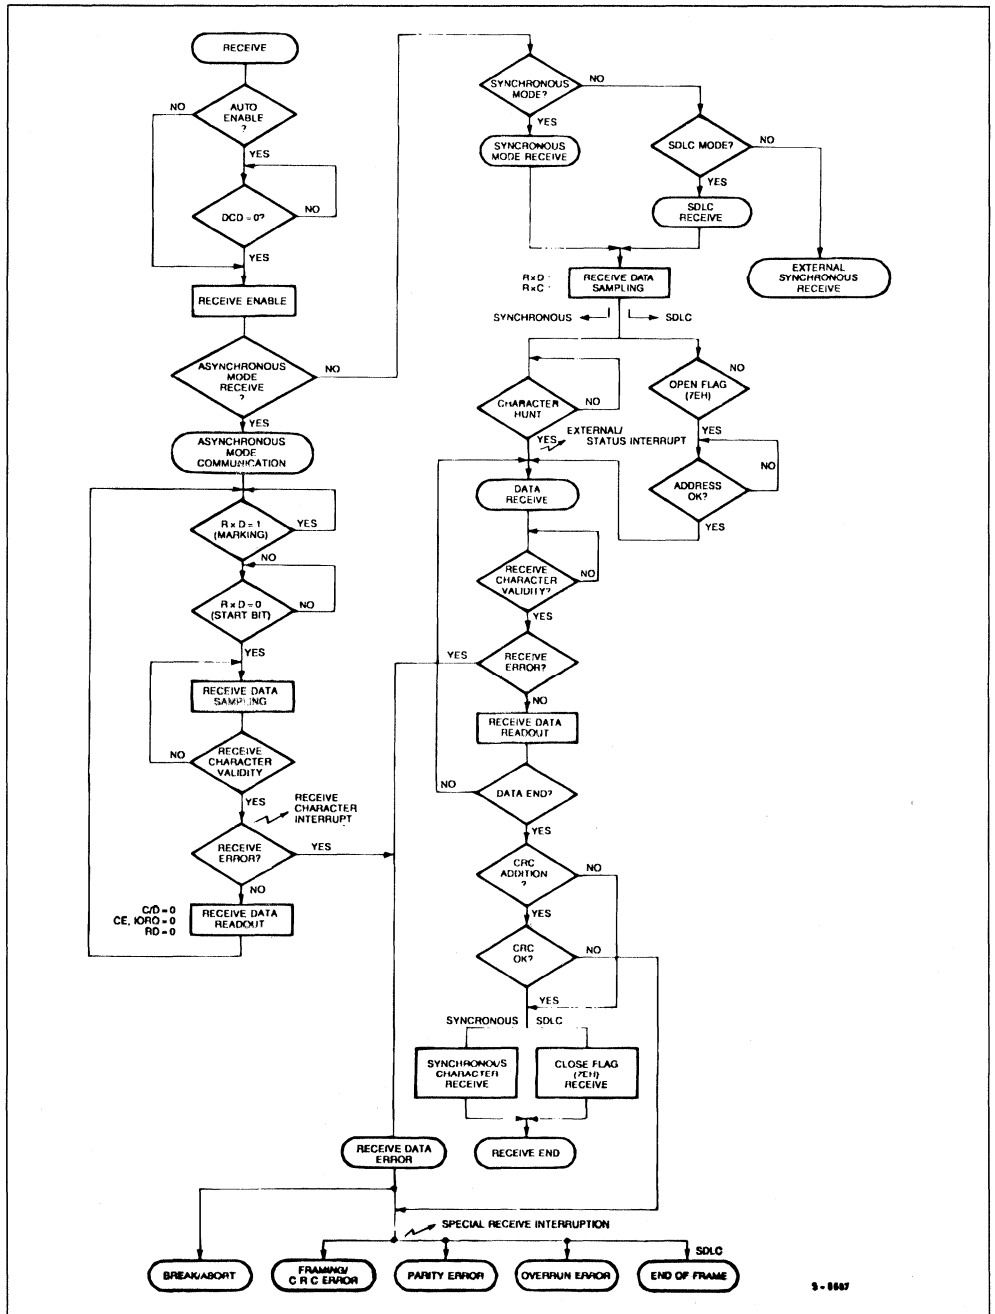 RECEIVE
AUTO
ENABLE
?
NO
YES
DCD = 0?
NO
YES
RECEIVE ENABLE
ASYNCHRONOUS
MODE
RECEIVE
?
NO
YES
ASYNCHRONOUS
MODE
COMMUNICATION
R x D = 1
(MARKING)
YES
NO
R x D = 0
(START BIT)
NO
YES
RECEIVE DATA
SAMPLING
RECEIVE
CHARACTER
VALIDITY
NO
YES
RECEIVE
CHARACTER
INTERRUPT
RECEIVE
ERROR?
YES
NO
C/D = 0
CE, IORQ = 0
RD = 0
RECEIVE DATA
READOUT
SYNCHRONOUS
MODE?
NO
YES
SYNCRONOUS
MODE RECEIVE
SDLC MODE?
NO
YES
SDLC
RECEIVE
EXTERNAL
SYNCHRONOUS
RECEIVE
R x D :
R x C :
RECEIVE DATA
SAMPLING
SYNCHRONOUS
SDLC
CHARACTER
HUNT
NO
YES
EXTERNAL/
STATUS INTERRUPT
OPEN FLAG
(7EH)
NO
YES
ADDRESS
OK?
NO
YES
DATA
RECEIVE
RECEIVE
CHARACTER
VALIDITY?
NO
YES
RECEIVE
ERROR?
YES
NO
RECEIVE DATA
READOUT
DATA END?
NO
YES
CRC
ADDITION
?
NO
YES
CRC
OK?
NO
YES
SYNCRONOUS
SDLC
SYNCHRONOUS
CHARACTER
RECEIVE
CLOSE FLAG
(7EH)
RECEIVE
RECEIVE END
RECEIVE DATA
ERROR
SPECIAL RECEIVE INTERRUPTION
SDLC
BREAK/ABORT
FRAMING/
C R C ERROR
PARITY ERROR
OVERRUN ERROR
END OF FRAME